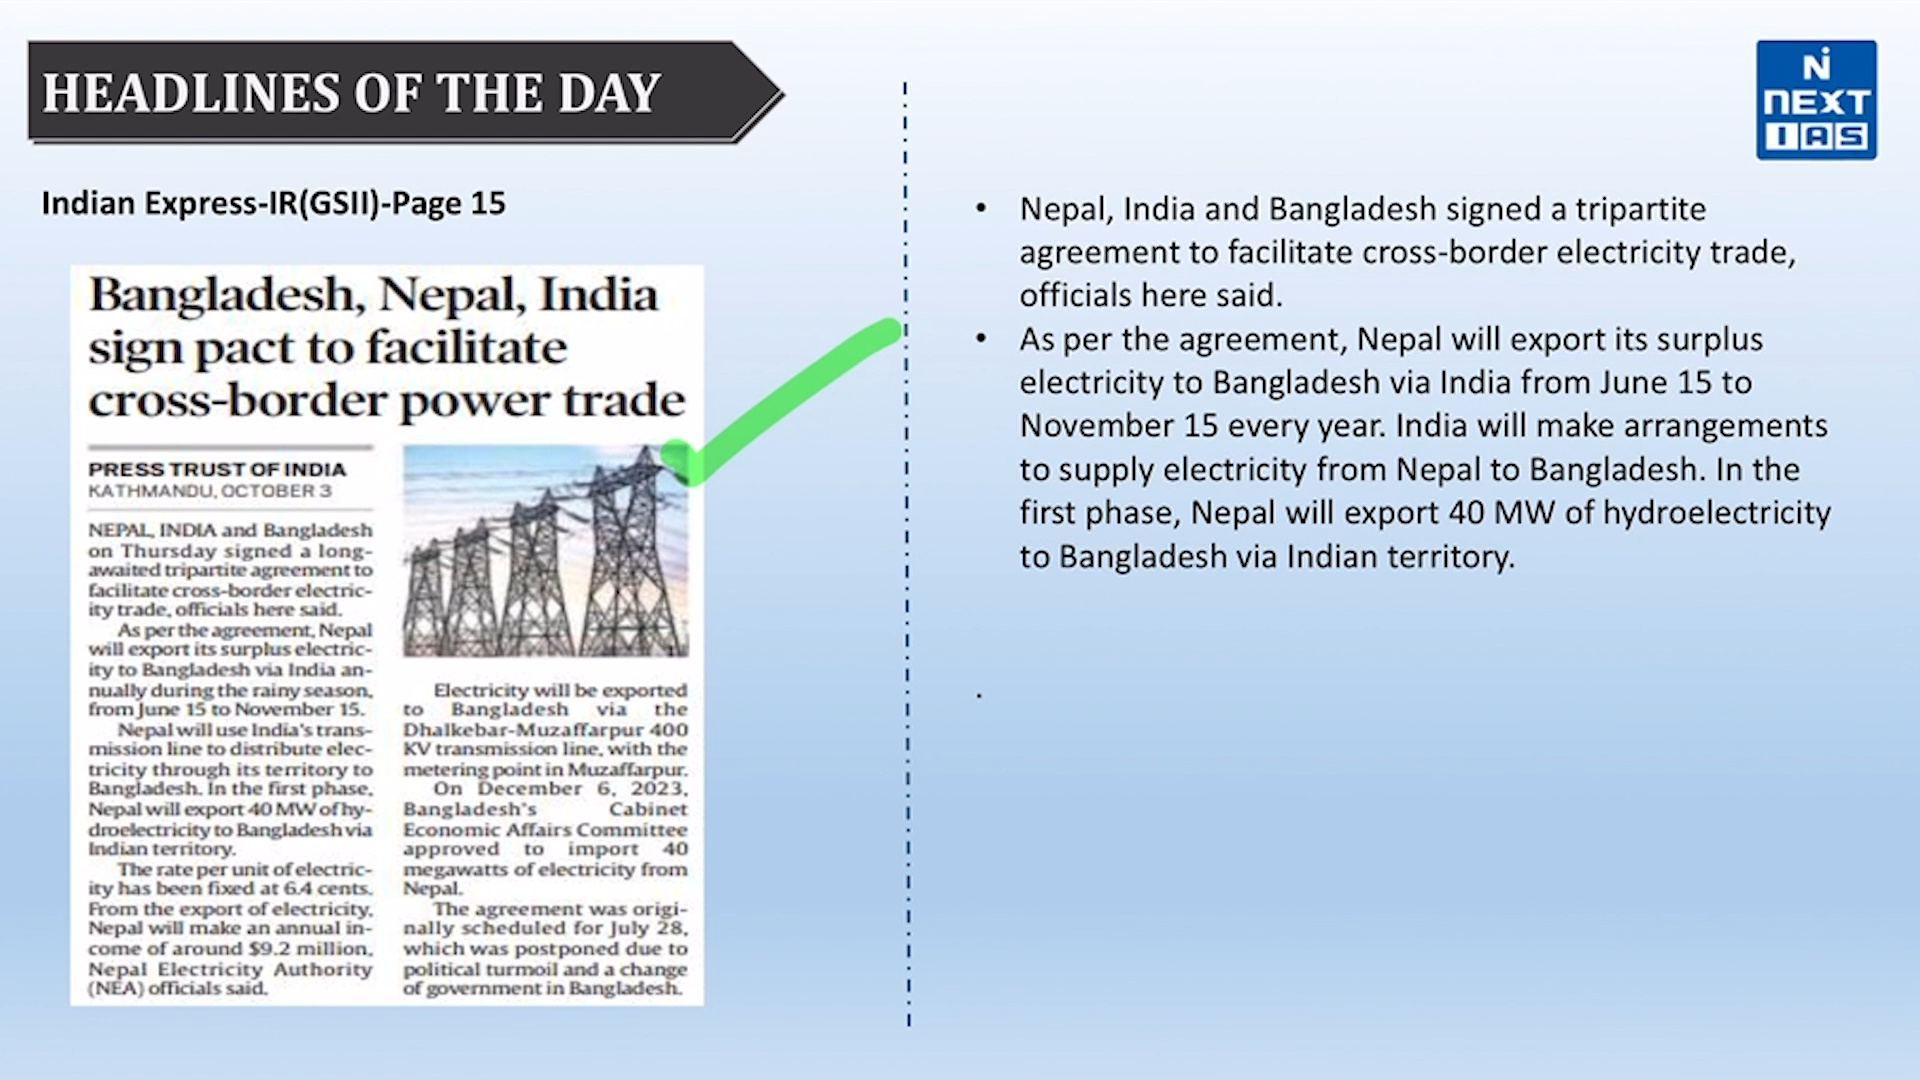 HEADLINES OF THE DAY
Indian Express-IR(GSII)-Page 15
Bangladesh, Nepal, India
sign pact to facilitate
cross-border power trade
PRESS TRUST OF INDIA
KATHMANDU, OCTOBER 3
NEPAL, INDIA and Bangladesh
on Thursday signed a long-
awaited tripartite agreement to
facilitate cross-border electric-
ity trade, officials here said.
As per the agreement, Nepal
will export its surplus electric-
ity to Bangladesh via India an-
nually during the rainy season,
from June 15 to November 15.
Nepal will use India's trans-
mission line to distribute elec-
tricity through its territory to
Bangladesh. In the first phase,
Nepal will export 40 MW of hy-
droelectricity to Bangladesh via
Indian territory.
The rate per unit of electric-
ity has been fixed at 6.4 cents.
From the export of electricity,
Nepal will make an annual in-
come of around $9.2 million,
Nepal Electricity Authority
(NEA) officials said.
Electricity will be exported
to Bangladesh via the
Dhalkebar-Muzaffarpur 400
KV transmission line, with the
metering point in Muzaffarpur.
On December 6, 2023,
Bangladesh's Cabinet
Economic Affairs Committee
approved to import 40
megawatts of electricity from
Nepal.
The agreement was origi-
nally scheduled for July 28,
which was postponed due to
political turmoil and a change
of government in Bangladesh.
N
NEXT
IAS
• Nepal, India and Bangladesh signed a tripartite
agreement to facilitate cross-border electricity trade,
officials here said.
• As per the agreement, Nepal will export its surplus
electricity to Bangladesh via India from June 15 to
November 15 every year. India will make arrangements
to supply electricity from Nepal to Bangladesh. In the
first phase, Nepal will export 40 MW of hydroelectricity
to Bangladesh via Indian territory.
.